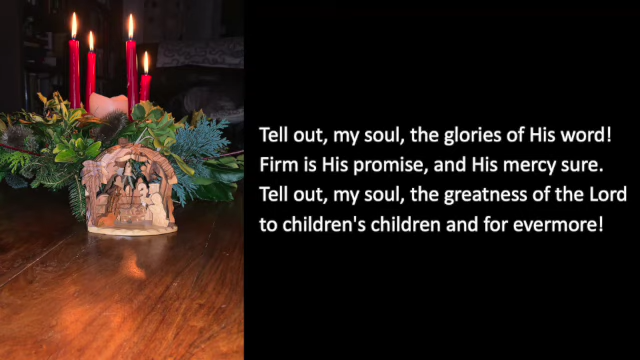 Tell out, my soul, the glories of His word!
Firm is His promise, and His mercy sure.
Tell out, my soul, the greatness of the Lord
to children's children and for evermore!